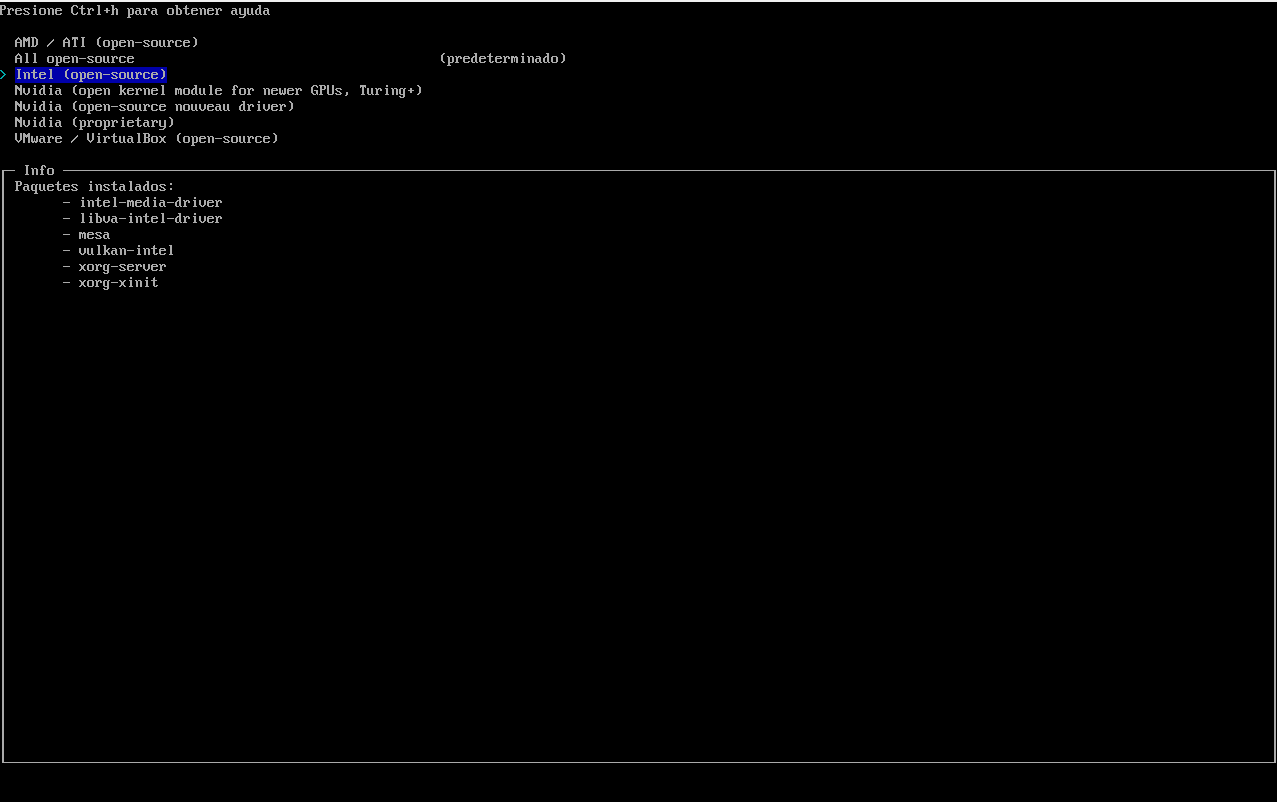 Presione Ctrl+h para obtener ayuda
AMD / ATI (open-source)
All open-source (predeterminado)
> Intel (open-source)
Nvidia (open kernel module for newer GPUs, Turing+)
Nvidia (open-source nouveau driver)
Nvidia (proprietary)
VMware / VirtualBox (open-source)
Info
Paquetes instalados:
- intel-media-driver
- libva-intel-driver
- mesa
- vulkan-intel
- xorg-server
- xorg-xinit